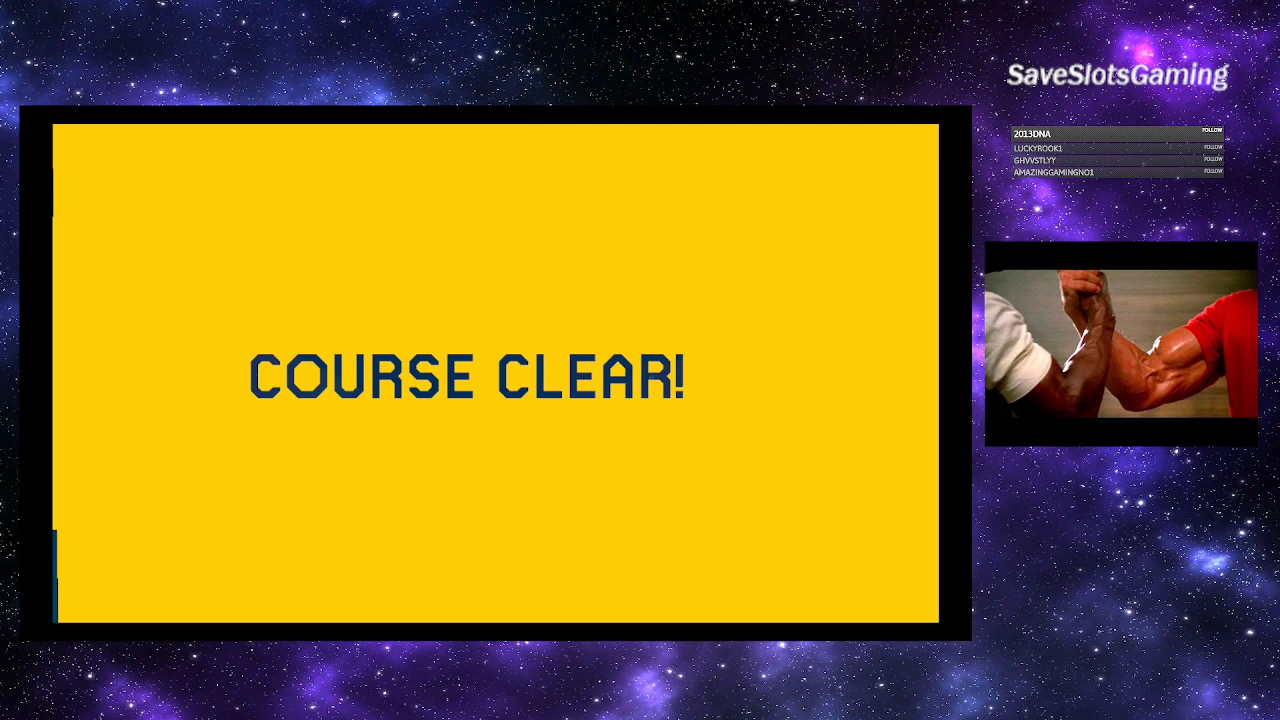 SaveSlotsGaming
2013DNA FOLLOW
LUCKYROOK1 FOLLOW
GHVVSTLYY FOLLOW
AMAZINGGAMINGNO1 FOLLOW
COURSE CLEAR!